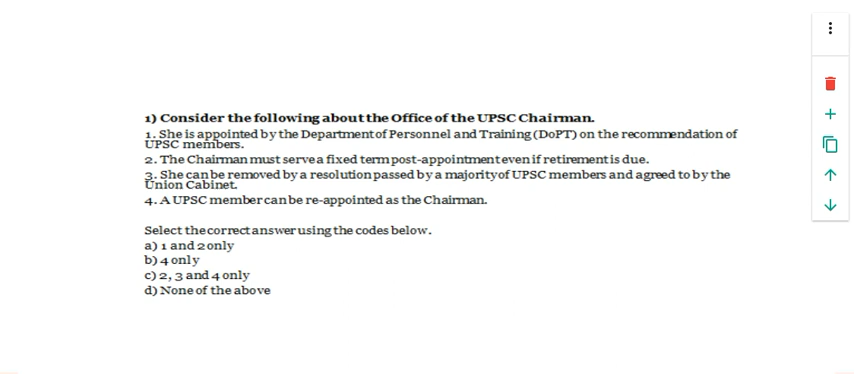 1) Consider the following about the Office of the UPSC Chairman.
1. She is appointed by the Department of Personnel and Training (DoPT) on the recommendation of
UPSC members.
2. The Chairman must serve a fixed term post-appointment even if retirement is due.
3. She can be removed by a resolution passed by a majority of UPSC members and agreed to by the
Union Cabinet.
4. A UPSC member can be re-appointed as the Chairman.
Select the correct answer using the codes below.
a) 1 and 2 only
b) 4 only
c) 2, 3 and 4 only
d) None of the above